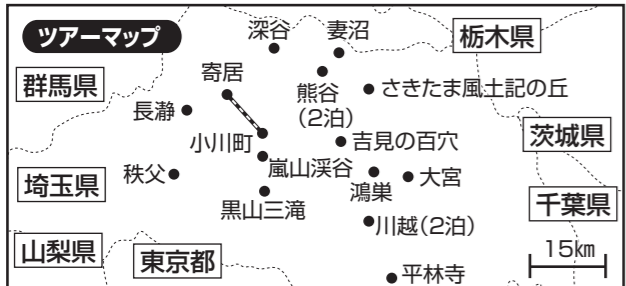 ツアーマップ
深谷
妻沼
栃木県
群馬県
寄居
熊谷
(2泊)
さきたま風土記の丘
長瀞
小川町
吉見の百穴
茨城県
秩父
嵐山渓谷
鴻巣
大宮
埼玉県
黒山三滝
千葉県
川越(2泊)
山梨県
東京都
15km
平林寺